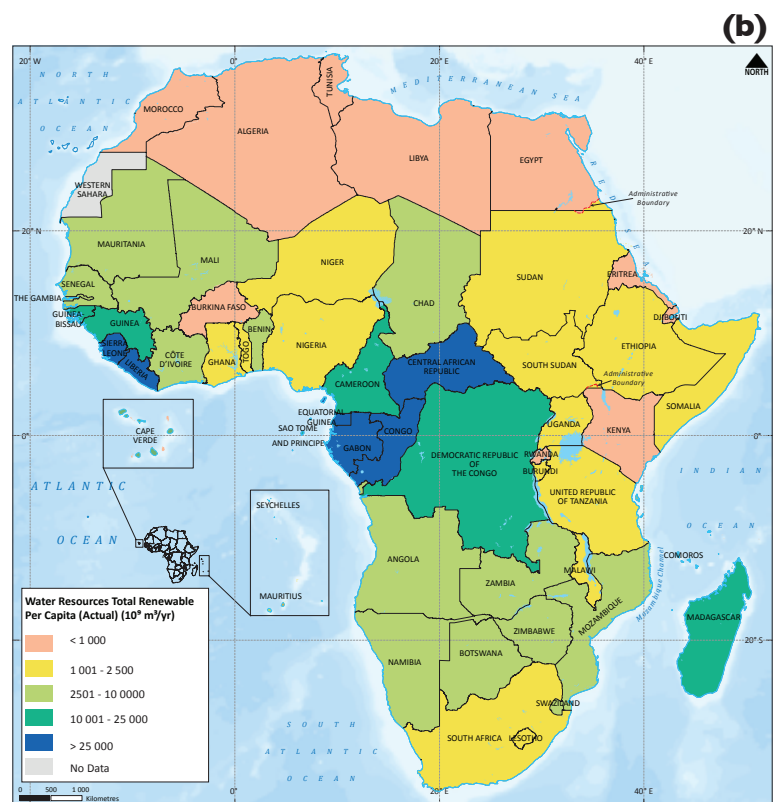 (b)
20° W
0°
20° E
40° E
NORTH
NORTH
ATLANTIC
OCEAN
MEDITERRANEAN SEA
RED SEA
TUNISIA
MOROCCO
ALGERIA
LIBYA
EGYPT
WESTERN
SAHARA
Administrative
Boundary
20° N
20° N
MAURITANIA
MALI
NIGER
CHAD
SUDAN
ERITREA
SENEGAL
THE GAMBIA
GUINEA-
BISSAU
GUINEA
BURKINA FASO
BENIN
DJIBOUTI
SIERRA
LEONE
LIBERIA
CÔTE
D'IVOIRE
GHANA
TOGO
NIGERIA
CENTRAL AFRICAN
REPUBLIC
SOUTH SUDAN
ETHIOPIA
Administrative
Boundary
CAMEROON
SOMALIA
EQUATORIAL
GUINEA
SAO TOME
AND PRINCIPE
CAPE
VERDE
0°
0°
GABON
CONGO
DEMOCRATIC REPUBLIC
OF
THE CONGO
UGANDA
KENYA
RWANDA
BURUNDI
UNITED REPUBLIC
OF TANZANIA
INDIAN
OCEAN
ATLANTIC
OCEAN
SEYCHELLES
MAURITIUS
ANGOLA
ZAMBIA
MALAWI
COMOROS
Mozambique Channel
MOZAMBIQUE
MADAGASCAR
ZIMBABWE
NAMIBIA
BOTSWANA
20° S
SWAZILAND
SOUTH AFRICA
LESOTHO
SOUTH
ATLANTIC
OCEAN
Water Resources Total Renewable
Per Capita (Actual) (10⁹ m³/yr)
< 1 000
1 001 - 2 500
2501 - 10 0000
10 001 - 25 000
> 25 000
No Data
0 500 1 000
Kilometres
0°
20° E
40° E